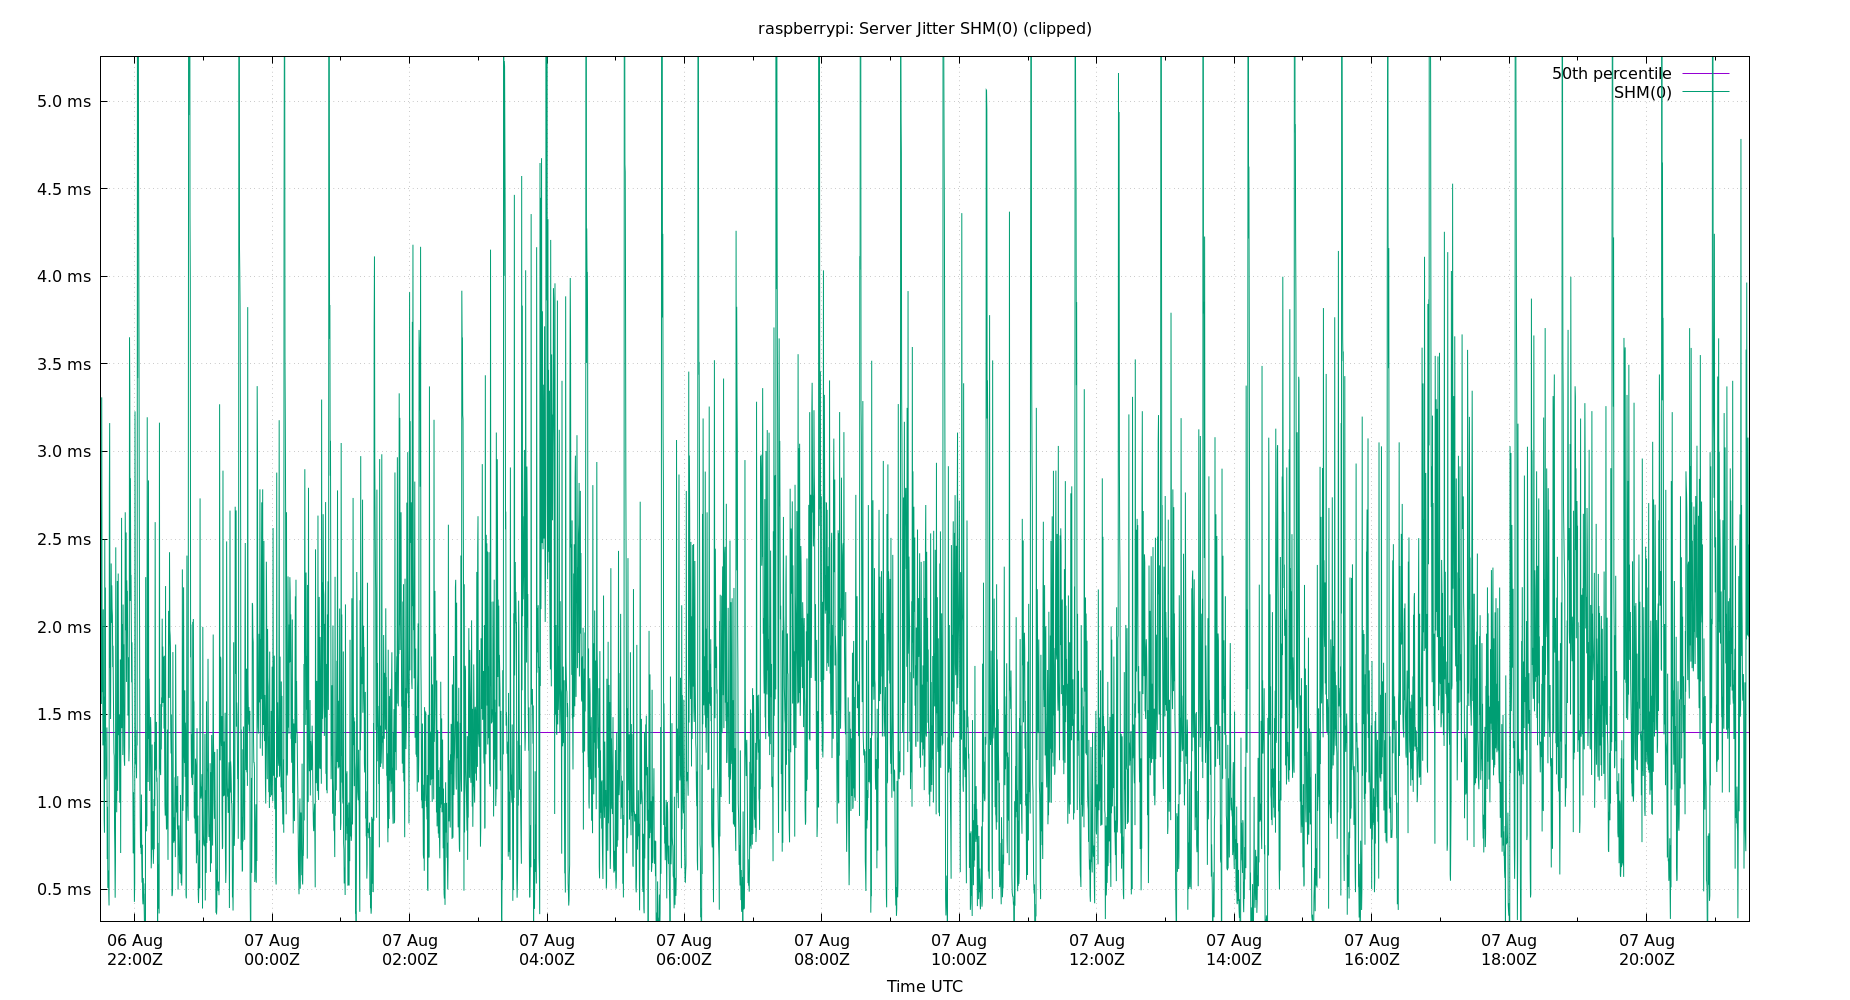 raspberrypi: Server Jitter SHM(0) (clipped)
50th percentile
SHM(0)
5.0 ms
4.5 ms
4.0 ms
3.5 ms
3.0 ms
2.5 ms
2.0 ms
1.5 ms
1.0 ms
0.5 ms
06 Aug 07 Aug 07 Aug 07 Aug 07 Aug 07 Aug 07 Aug 07 Aug 07 Aug 07 Aug 07 Aug 07 Aug
22:00Z 00:00Z 02:00Z 04:00Z 06:00Z 08:00Z 10:00Z 12:00Z 14:00Z 16:00Z 18:00Z 20:00Z
Time UTC